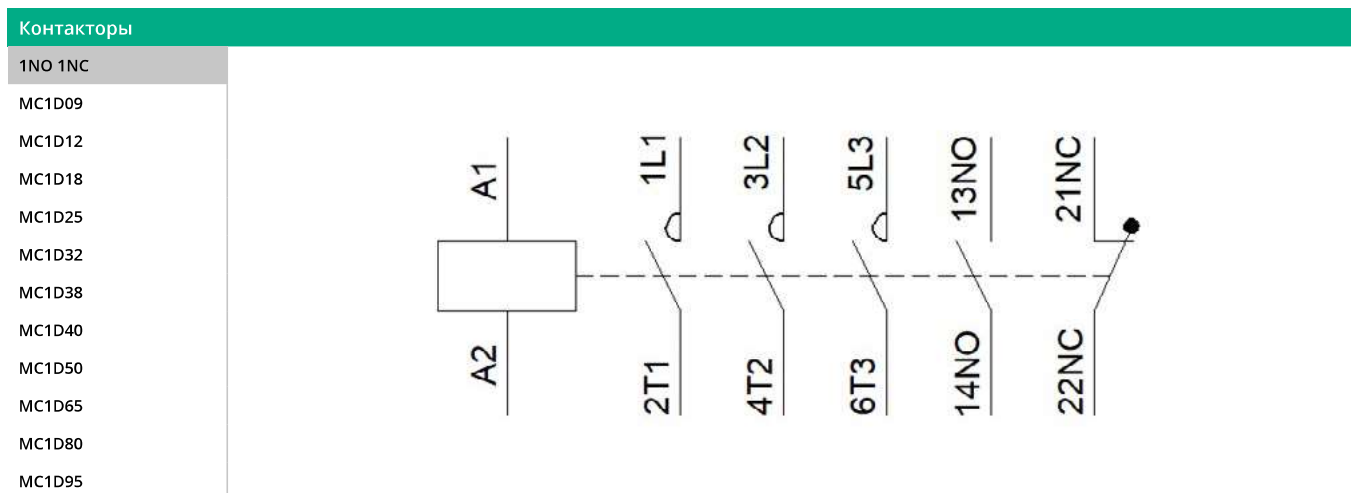 Контакторы
1NO 1NC
MC1D09
MC1D12
MC1D18
MC1D25
MC1D32
MC1D38
MC1D40
MC1D50
MC1D65
MC1D80
MC1D95
A1
1L1
3L2
5L3
13NO
21NC
A2
2T1
4T2
6T3
14NO
22NC